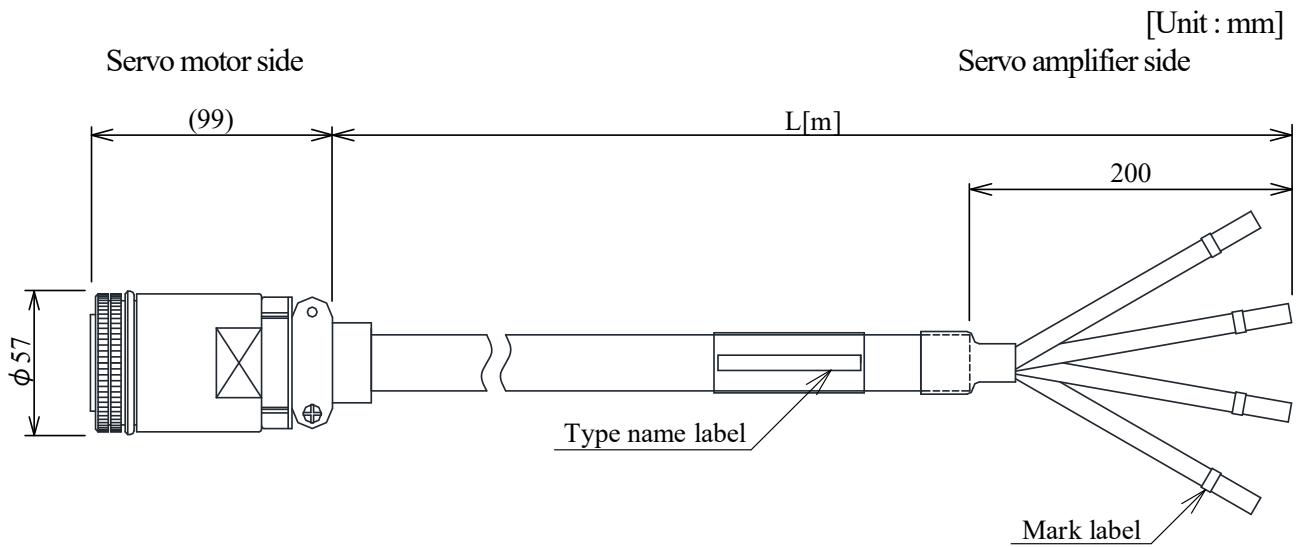 [Unit : mm]
Servo motor side
Servo amplifier side
(99)
L[m]
200
ϕ57
Type name label
Mark label